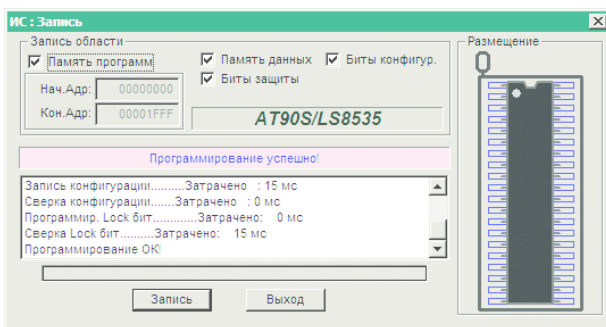 ИС : Запись
Запись области
Память программ
Память данных
Биты конфигур.
Биты защиты
Нач.Адр: 00000000
Кон.Адр: 00001FFF
AT90S/LS8535
Размещение
Программирование успешно!
Запись конфигурации.........Затрачено : 15 мс
Сверка конфигурации.......Затрачено : 0 мс
Программир. Lock бит.............Затрачено: 0 мс
Сверка Lock бит..........Затрачено: 15 мс
Программирование OK!
Запись
Выход